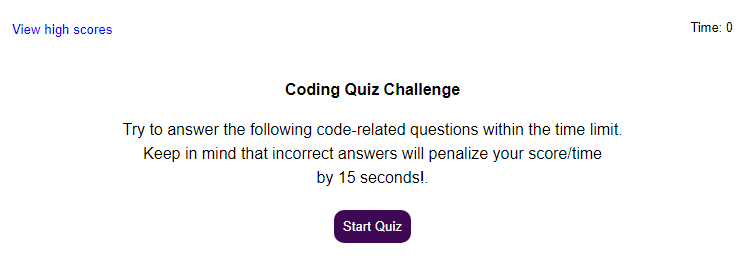 View high scores
Time: 0
Coding Quiz Challenge
Try to answer the following code-related questions within the time limit.
Keep in mind that incorrect answers will penalize your score/time
by 15 seconds!.
Start Quiz